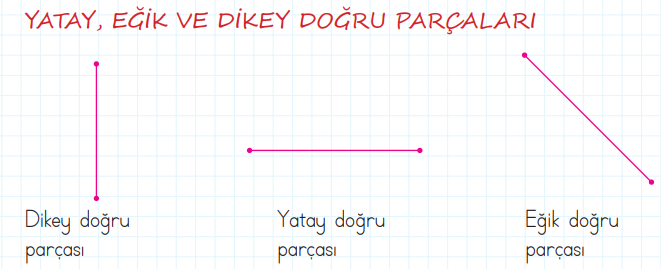 YATAY, EĞİK VE DİKEY DOĞRU PARÇALARI
Dikey doğru
parçası
Yatay doğru
parçası
Eğik doğru
parçası